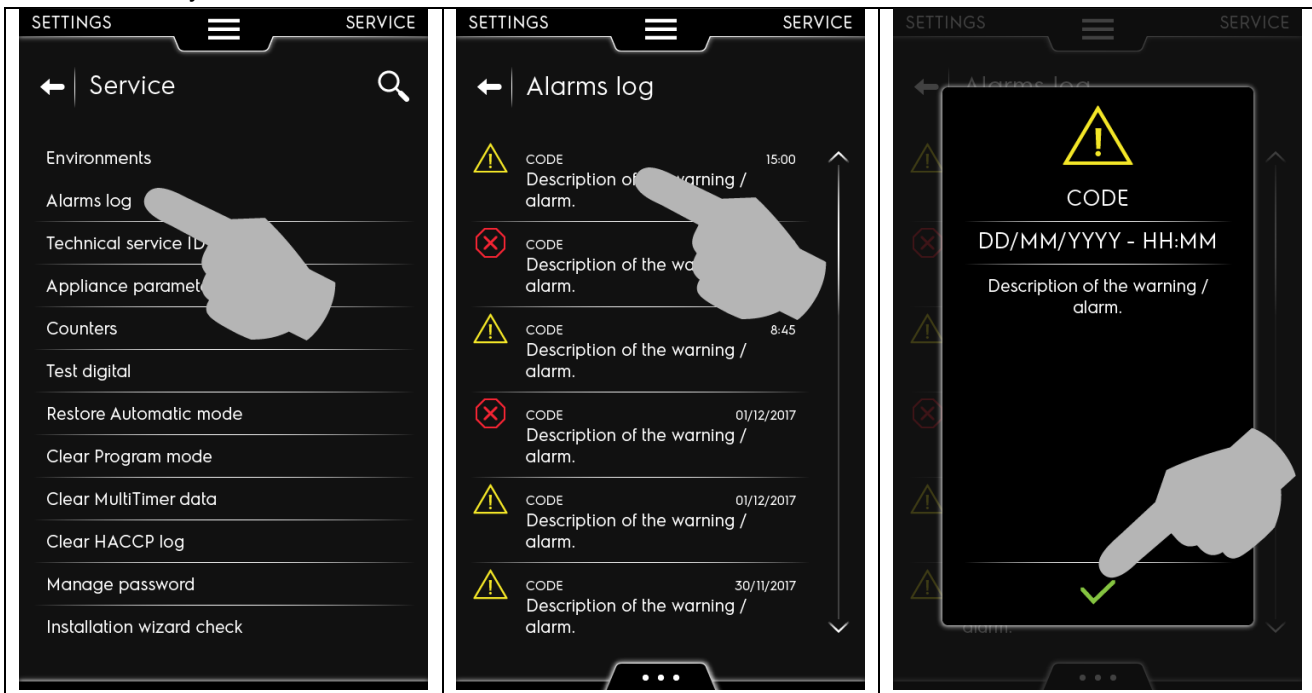 SETTINGS SERVICE
Service
Environments
Alarms log
Technical service ID
Appliance paramet
Counters
Test digital
Restore Automatic mode
Clear Program mode
Clear MultiTimer data
Clear HACCP log
Manage password
Installation wizard check
SETTINGS SERVICE
Alarms log
CODE 15:00
Description of warning /
alarm.
CODE
Description of the wa
alarm.
CODE 8:45
Description of the warning /
alarm.
CODE 01/12/2017
Description of the warning /
alarm.
CODE 01/12/2017
Description of the warning /
alarm.
CODE 30/11/2017
Description of the warning /
alarm.
SETTINGS SERVICE
Alarms log
CODE
DD/MM/YYYY - HH:MM
Description of the warning /
alarm.
alarm.